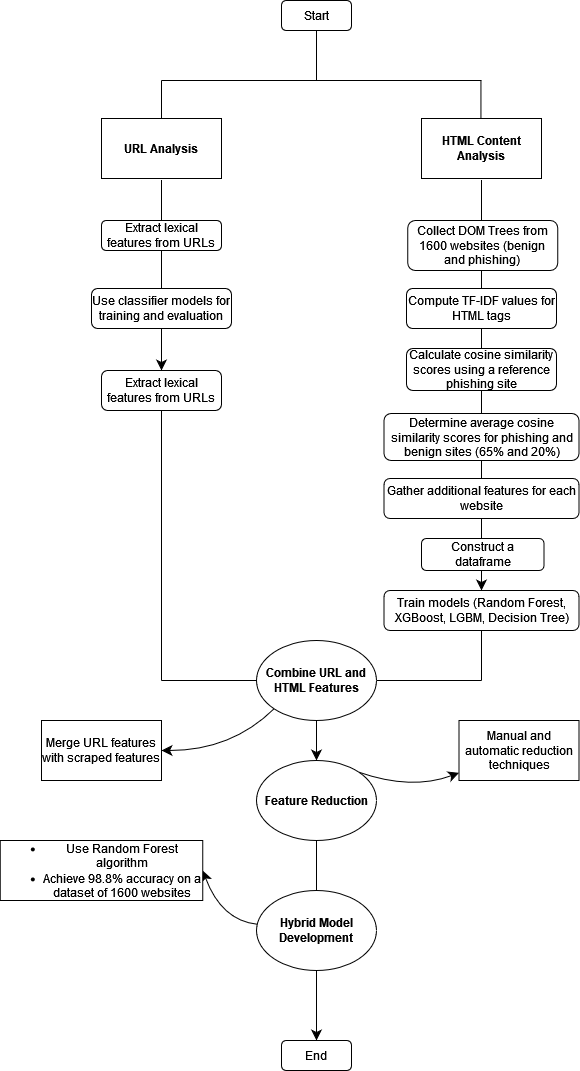 Start
URL Analysis
HTML Content
Analysis
Extract lexical
features from URLs
Use classifier models for
training and evaluation
Extract lexical
features from URLs
Collect DOM Trees from
1600 websites (benign
and phishing)
Compute TF-IDF values for
HTML tags
Calculate cosine similarity
scores using a reference
phishing site
Determine average cosine
similarity scores for phishing and
benign sites (65% and 20%)
Gather additional features for each
website
Construct a
dataframe
Train models (Random Forest,
XGBoost, LGBM, Decision Tree)
Combine URL and
HTML Features
Merge URL features
with scraped features
Manual and
automatic reduction
techniques
Feature Reduction
• Use Random Forest
algorithm
• Achieve 98.8% accuracy on a
dataset of 1600 websites
Hybrid Model
Development
End